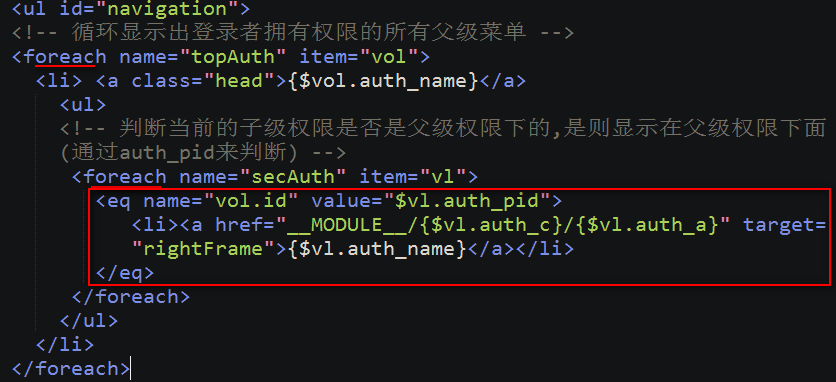 <ul id="navigation">
<!-- 循环显示出登录者拥有权限的所有父级菜单 -->
<foreach name="topAuth" item="vol">
<li> <a class="head">{$vol.auth_name}</a>
<ul>
<!-- 判断当前的子级权限是否是父级权限下的,是则显示在父级权限下面
(通过auth_pid来判断) -->
<foreach name="secAuth" item="vl">
<eq name="vol.id" value="$vl.auth_pid">
<li><a href="__MODULE__/{$vl.auth_c}/{$vl.auth_a}" target=
"rightFrame">{$vl.auth_name}</a></li>
</eq>
</foreach>
</ul>
</li>
</foreach>